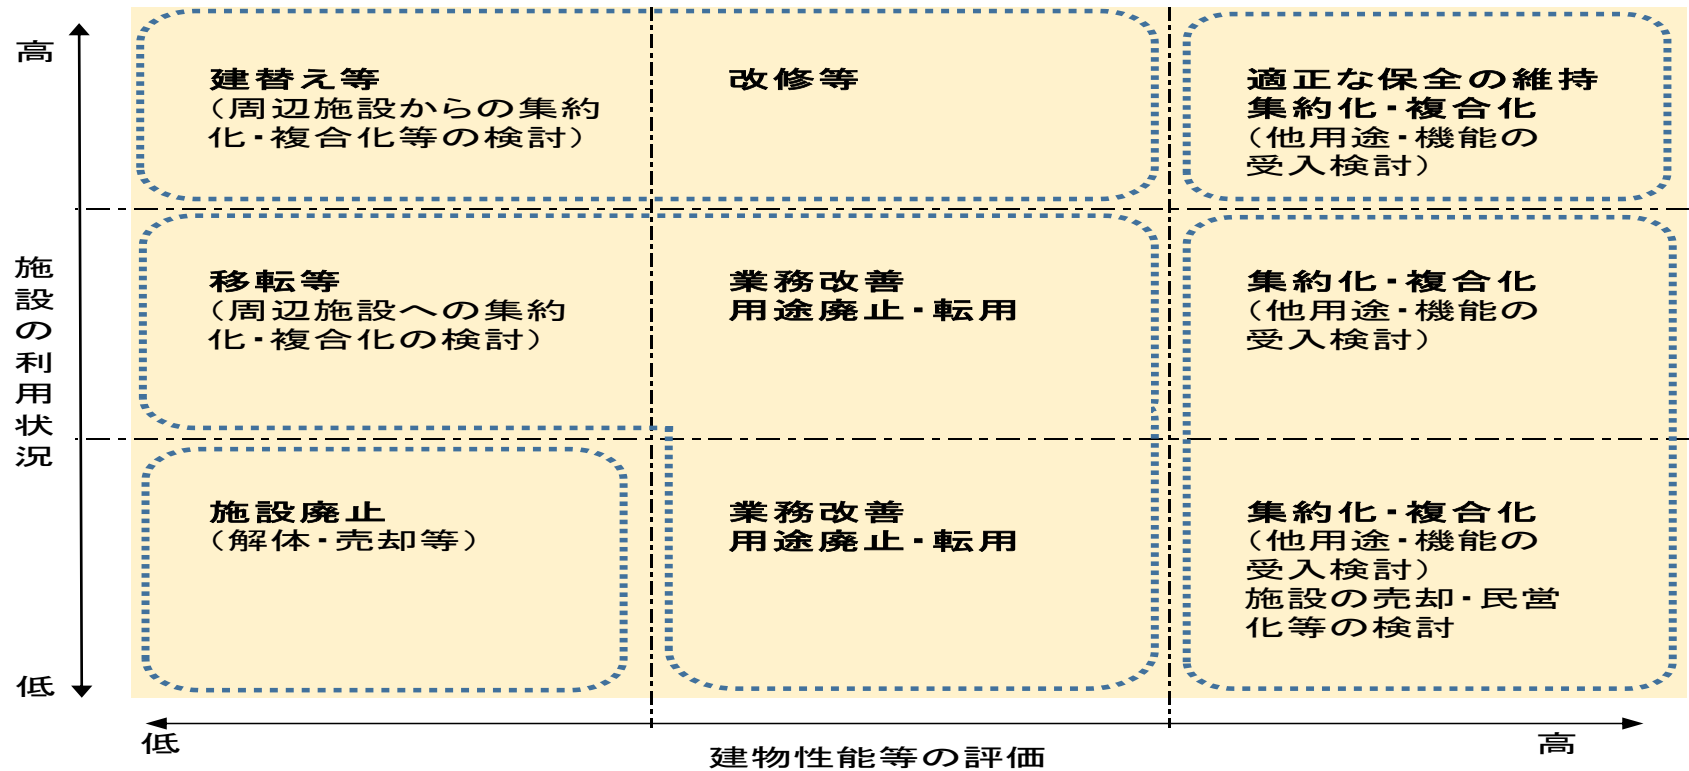 高
施設の利用状況
低
建替え等
（周辺施設からの集約
化・複合化等の検討）
改修等
適正な保全の維持
集約化・複合化
（他用途・機能の
受入検討）
移転等
（周辺施設への集約
化・複合化の検討）
業務改善
用途廃止・転用
集約化・複合化
（他用途・機能の
受入検討）
施設廃止
（解体・売却等）
業務改善
用途廃止・転用
集約化・複合化
（他用途・機能の
受入検討）
施設の売却・民営
化等の検討
低
建物性能等の評価
高